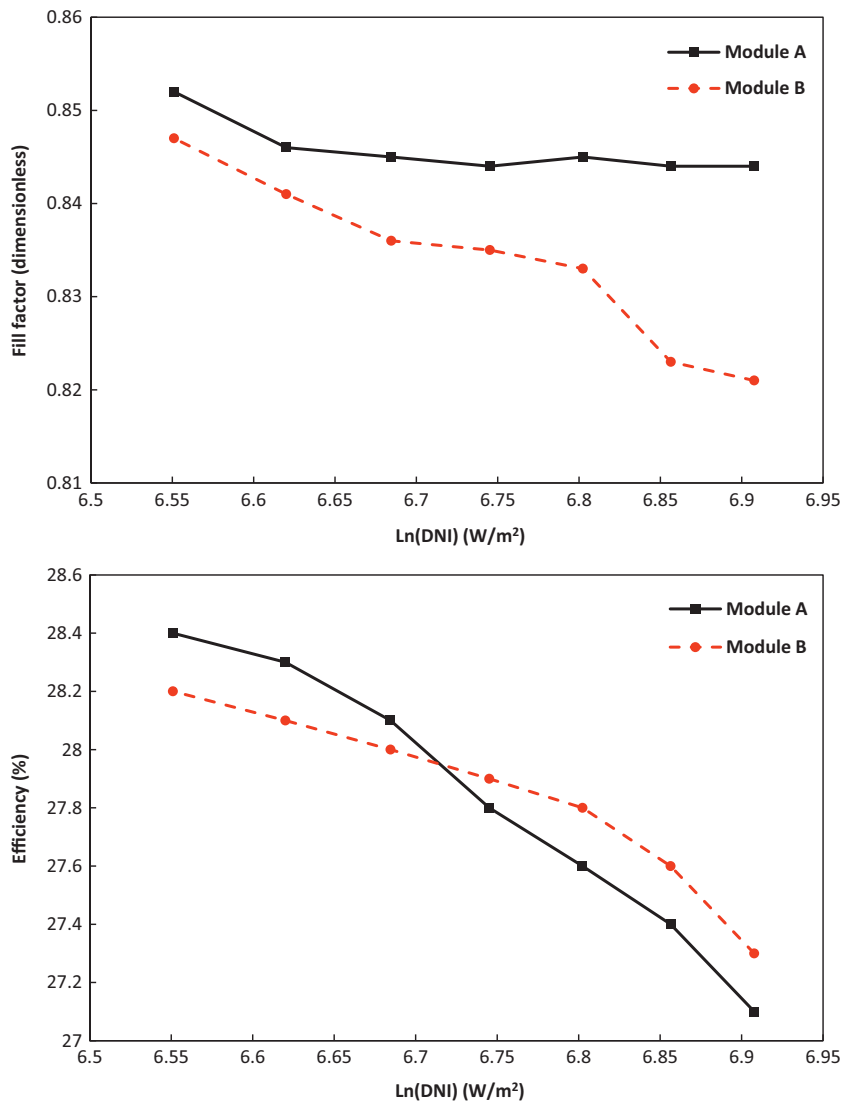 0.86
0.85
0.84
0.83
0.82
0.81
Fill factor (dimensionless)
Module A
Module B
6.5 6.55 6.6 6.65 6.7 6.75 6.8 6.85 6.9 6.95
Ln(DNI) (W/m²)
28.6
28.4
28.2
28
27.8
27.6
27.4
27.2
27
Efficiency (%)
Module A
Module B
6.5 6.55 6.6 6.65 6.7 6.75 6.8 6.85 6.9 6.95
Ln(DNI) (W/m²)